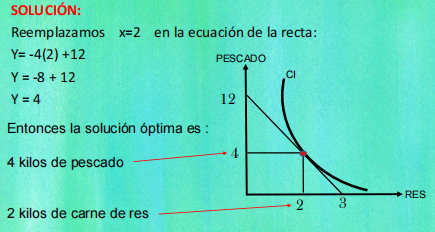 SOLUCIÓN:
Reemplazamos x=2 en la ecuación de la recta:
Y= -4(2) +12
Y = -8 + 12
Y = 4
Entonces la solución óptima es :
4 kilos de pescado
2 kilos de carne de res
PESCADO
CI
12
4
2
3
RES